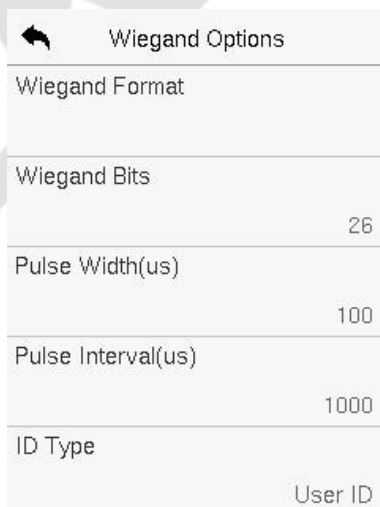 Wiegand Options
Wiegand Format
Wiegand Bits
26
Pulse Width(us)
100
Pulse Interval(us)
1000
ID Type
User ID